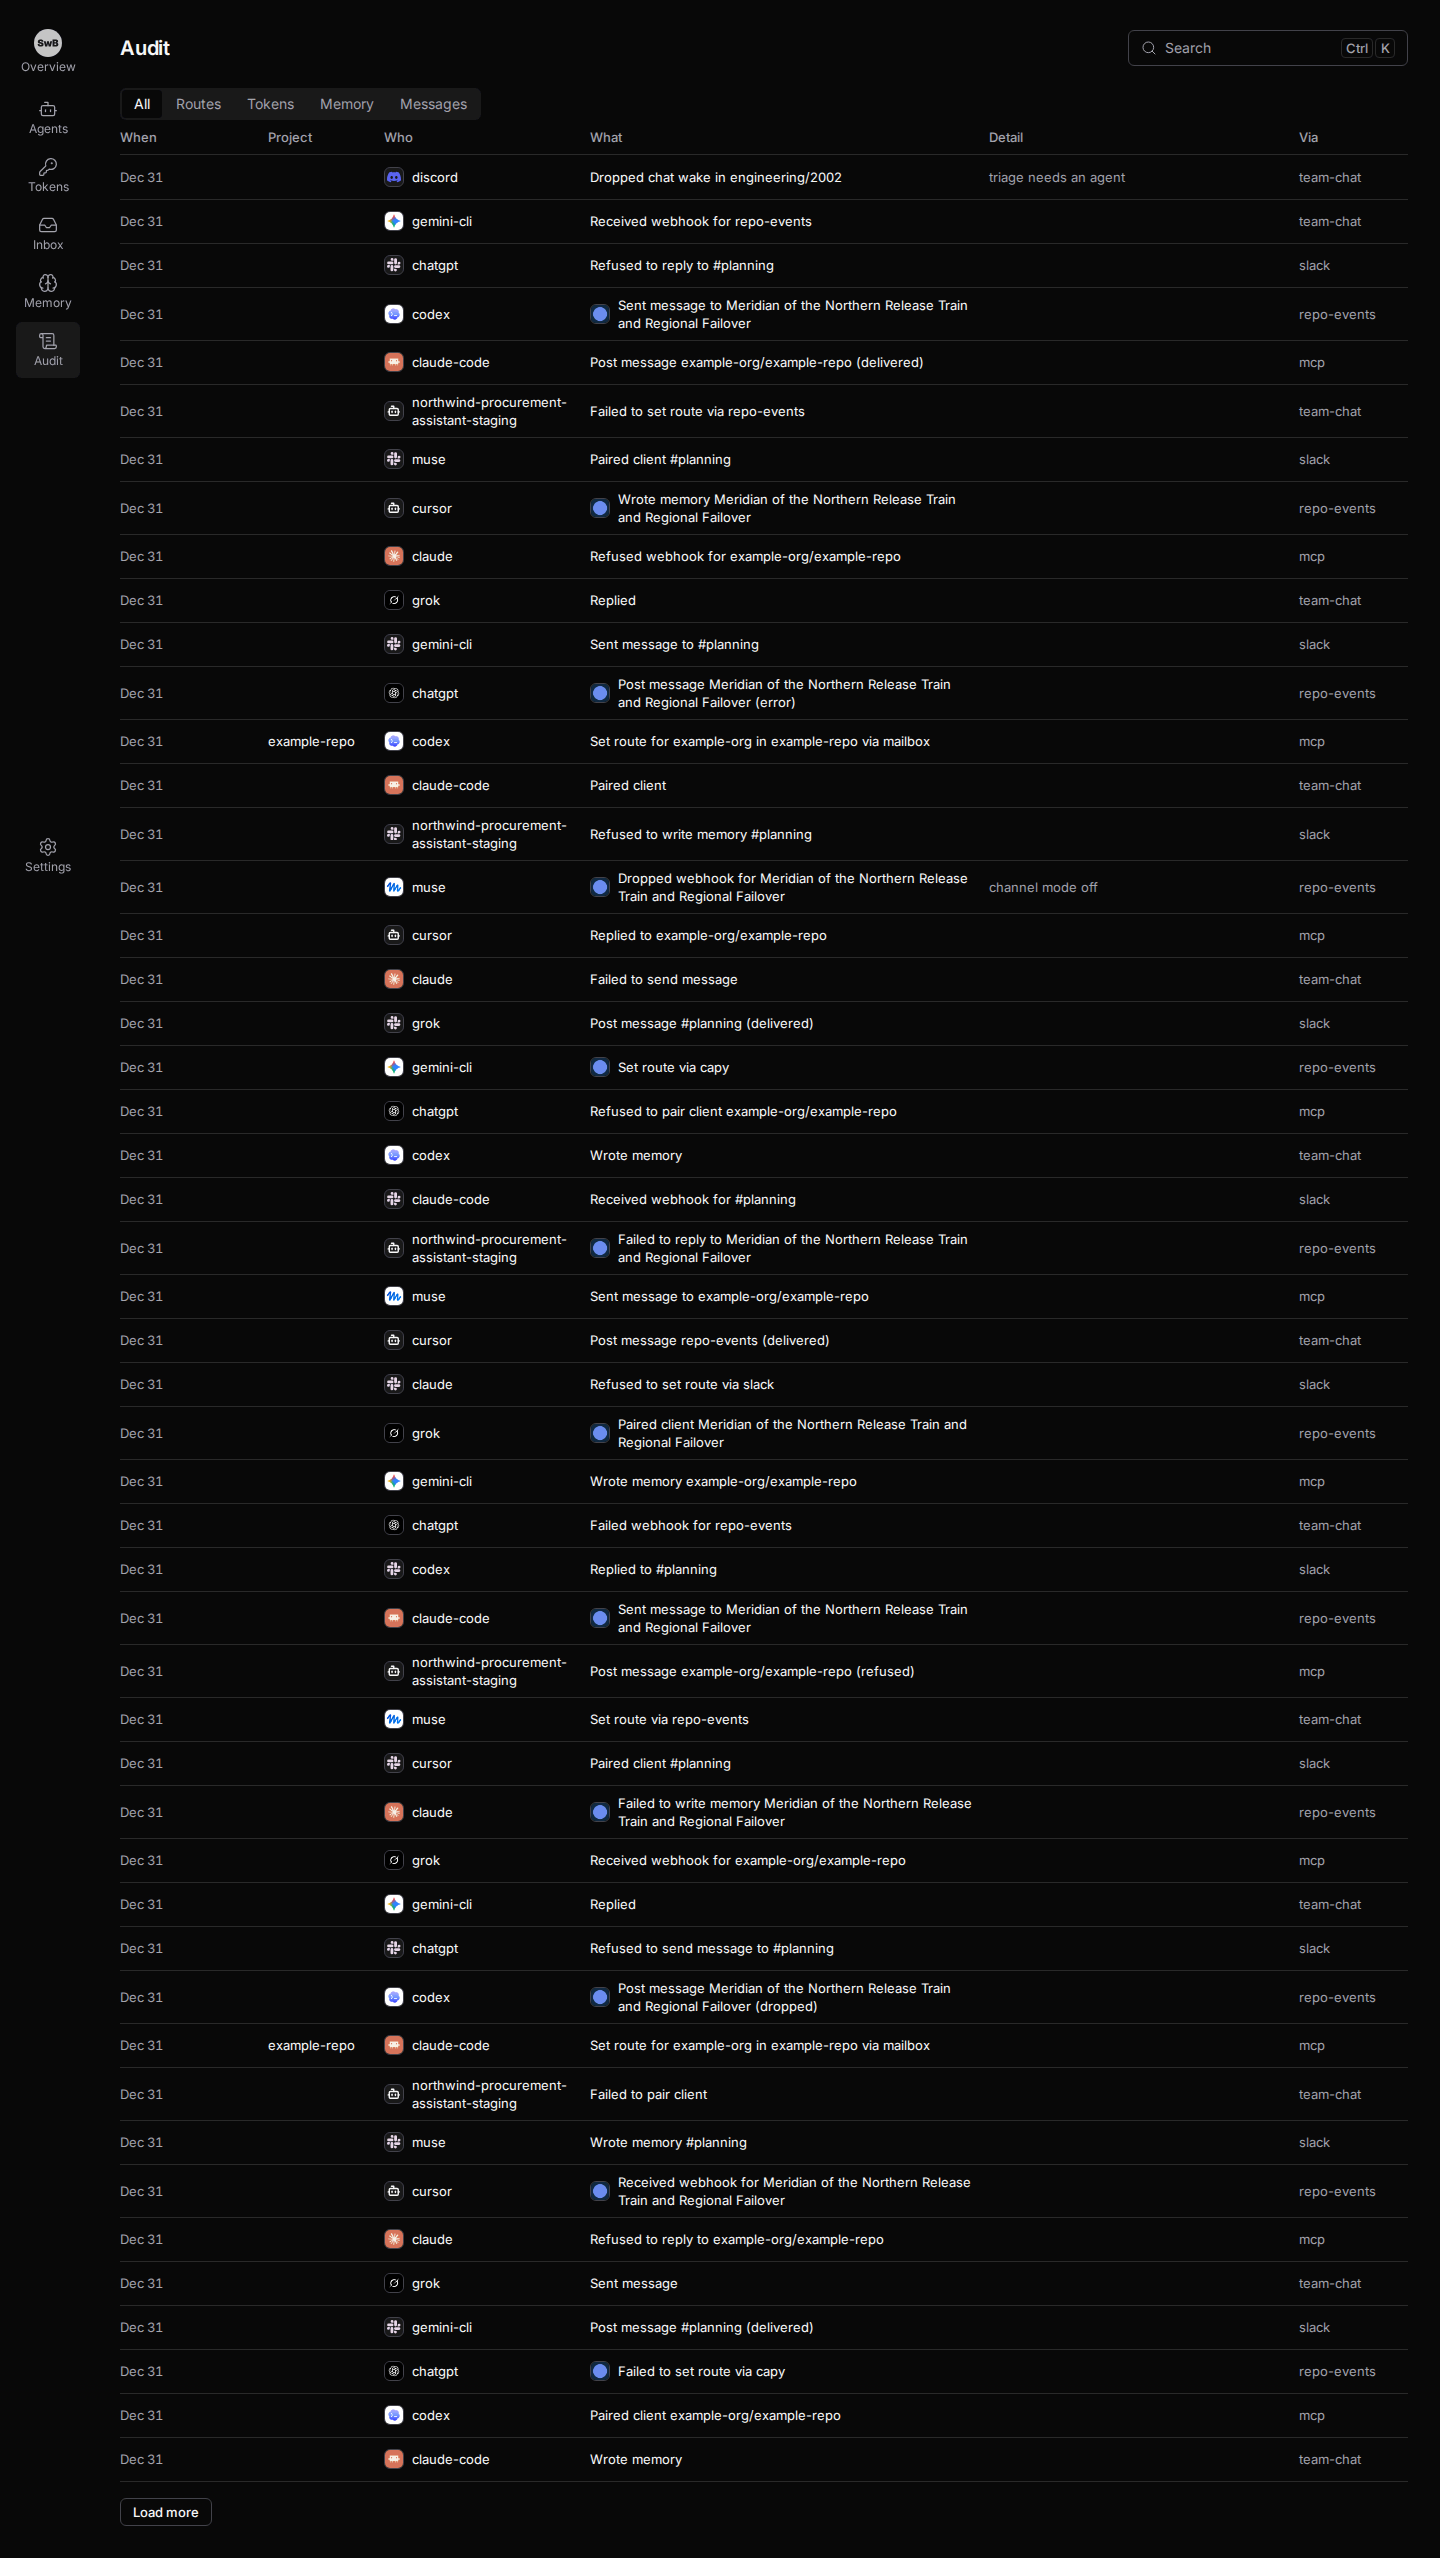 SwB
Overview
Agents
Tokens
Inbox
Memory
Audit
Settings
Audit
Search Ctrl K
All Routes Tokens Memory Messages
When Project Who What Detail Via
Dec 31 discord Dropped chat wake in engineering/2002 triage needs an agent team-chat
Dec 31 gemini-cli Received webhook for repo-events team-chat
Dec 31 chatgpt Refused to reply to #planning slack
Dec 31 codex Sent message to Meridian of the Northern Release Train repo-events
and Regional Failover
Dec 31 claude-code Post message example-org/example-repo (delivered) mcp
Dec 31 northwind-procurement- Failed to set route via repo-events team-chat
assistant-staging
Dec 31 muse Paired client #planning slack
Dec 31 cursor Wrote memory Meridian of the Northern Release Train repo-events
and Regional Failover
Dec 31 claude Refused webhook for example-org/example-repo mcp
Dec 31 grok Replied team-chat
Dec 31 gemini-cli Sent message to #planning slack
Dec 31 chatgpt Post message Meridian of the Northern Release Train repo-events
and Regional Failover (error)
Dec 31 example-repo codex Set route for example-org in example-repo via mailbox mcp
Dec 31 claude-code Paired client team-chat
Dec 31 northwind-procurement- Refused to write memory #planning slack
assistant-staging
Dec 31 muse Dropped webhook for Meridian of the Northern Release channel mode off repo-events
Train and Regional Failover
Dec 31 cursor Replied to example-org/example-repo mcp
Dec 31 claude Failed to send message team-chat
Dec 31 grok Post message #planning (delivered) slack
Dec 31 gemini-cli Set route via capy repo-events
Dec 31 chatgpt Refused to pair client example-org/example-repo mcp
Dec 31 codex Wrote memory team-chat
Dec 31 claude-code Received webhook for #planning slack
Dec 31 northwind-procurement- Failed to reply to Meridian of the Northern Release Train repo-events
assistant-staging and Regional Failover
Dec 31 muse Sent message to example-org/example-repo mcp
Dec 31 cursor Post message repo-events (delivered) team-chat
Dec 31 claude Refused to set route via slack slack
Dec 31 grok Paired client Meridian of the Northern Release Train and repo-events
Regional Failover
Dec 31 gemini-cli Wrote memory example-org/example-repo mcp
Dec 31 chatgpt Failed webhook for repo-events team-chat
Dec 31 codex Replied to #planning slack
Dec 31 claude-code Sent message to Meridian of the Northern Release Train repo-events
and Regional Failover
Dec 31 northwind-procurement- Post message example-org/example-repo (refused) mcp
assistant-staging
Dec 31 muse Set route via repo-events team-chat
Dec 31 cursor Paired client #planning slack
Dec 31 claude Failed to write memory Meridian of the Northern Release repo-events
Train and Regional Failover
Dec 31 grok Received webhook for example-org/example-repo mcp
Dec 31 gemini-cli Replied team-chat
Dec 31 chatgpt Refused to send message to #planning slack
Dec 31 codex Post message Meridian of the Northern Release Train repo-events
and Regional Failover (dropped)
Dec 31 example-repo claude-code Set route for example-org in example-repo via mailbox mcp
Dec 31 northwind-procurement- Failed to pair client team-chat
assistant-staging
Dec 31 muse Wrote memory #planning slack
Dec 31 cursor Received webhook for Meridian of the Northern Release repo-events
Train and Regional Failover
Dec 31 claude Refused to reply to example-org/example-repo mcp
Dec 31 grok Sent message team-chat
Dec 31 gemini-cli Post message #planning (delivered) slack
Dec 31 chatgpt Failed to set route via capy repo-events
Dec 31 codex Paired client example-org/example-repo mcp
Dec 31 claude-code Wrote memory team-chat
Load more